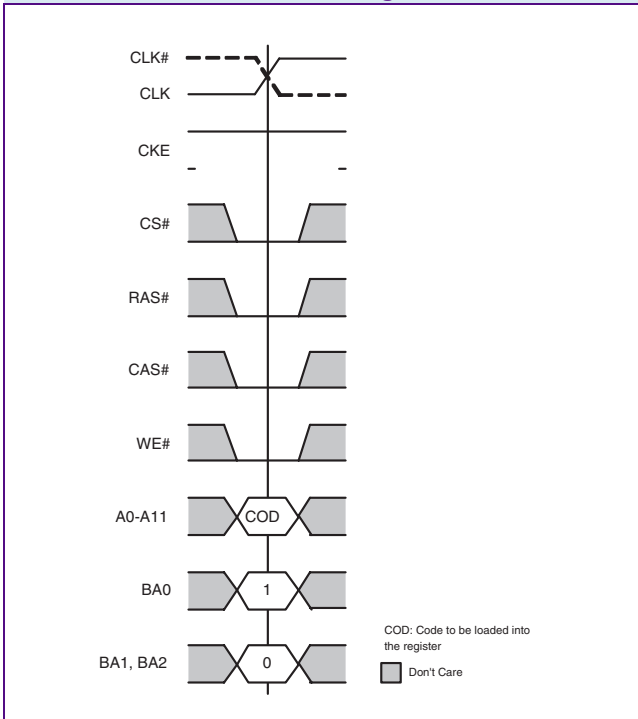 CLK#
CLK
CKE
CS#
RAS#
CAS#
WE#
A0-A11 COD
BA0 1
BA1, BA2 0
COD: Code to be loaded into
the register
Don't Care